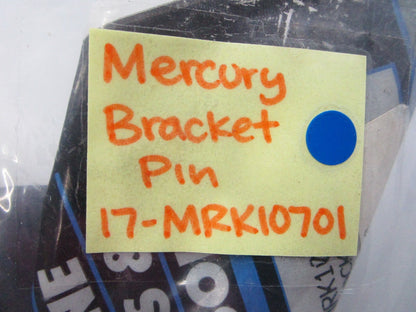 Mercury
Bracket
Pin
17-MRK10701